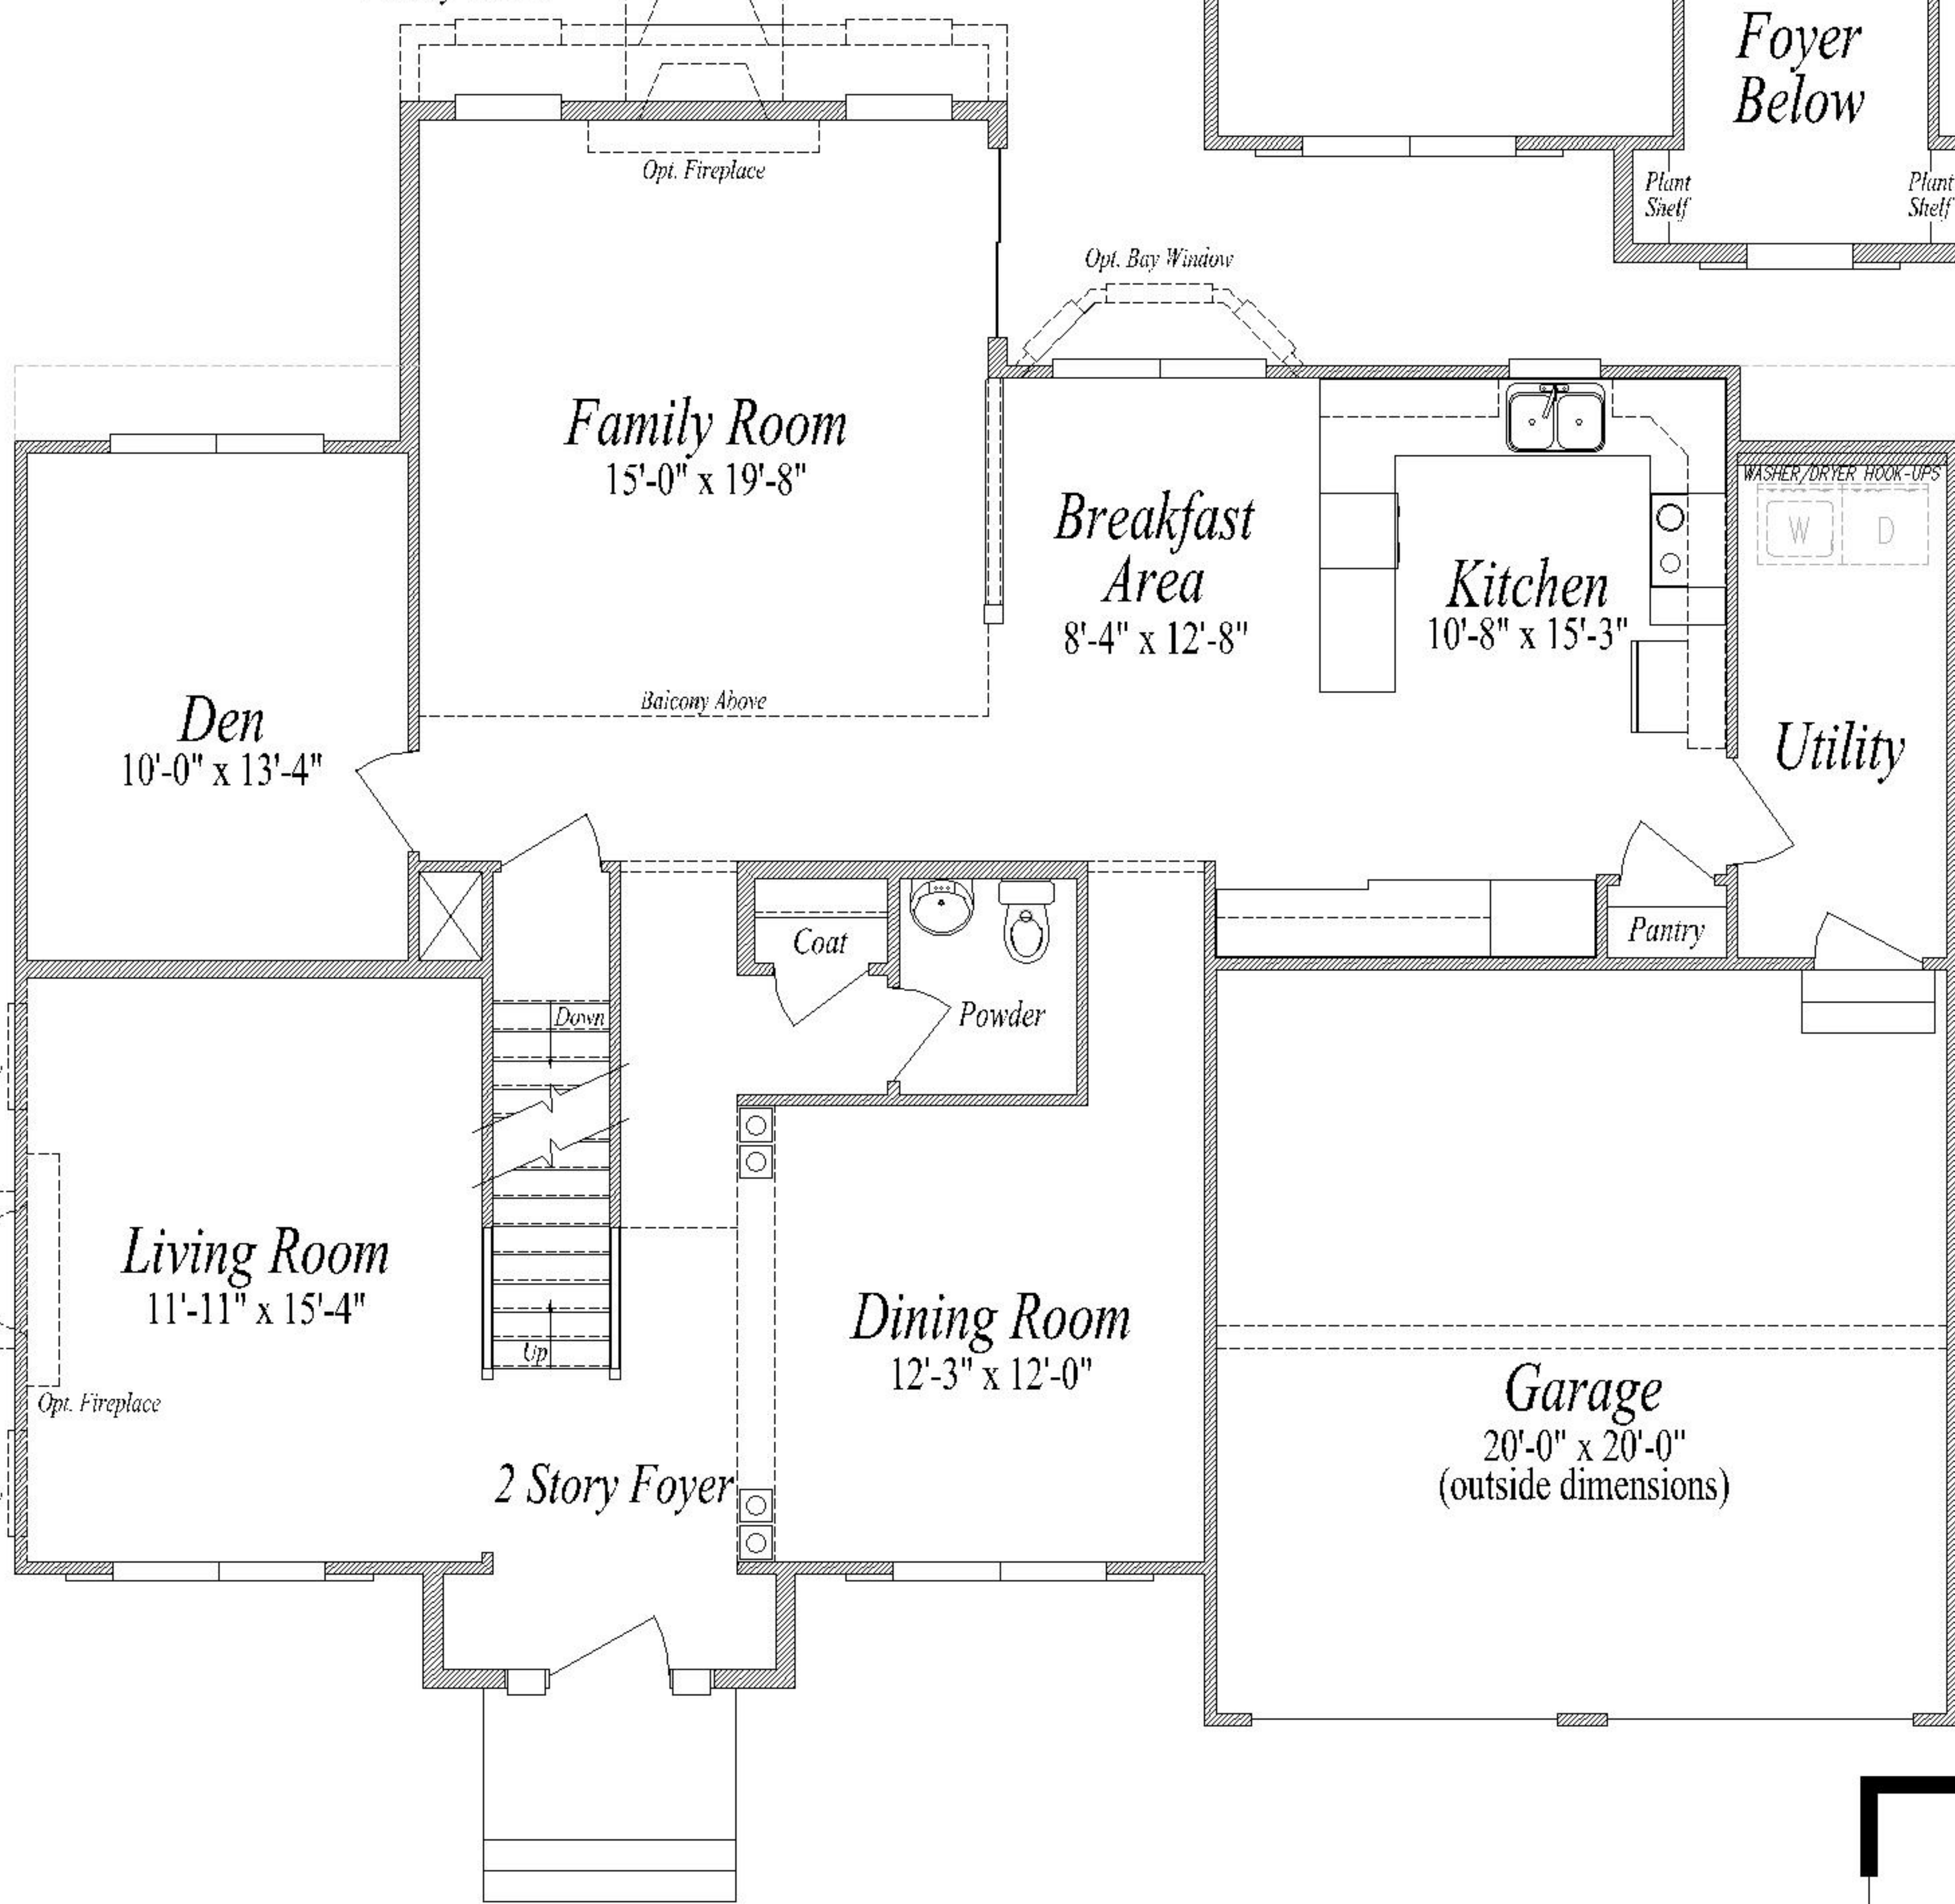 Foyer
Below
Plant
Shelf
Plant
Shelf
Opt. Fireplace
Opt. Bay Window
Family Room
15'-0" x 19'-8"
WASHER/DRYER HOOK-UPS
W D
Breakfast
Area
8'-4" x 12'-8"
Kitchen
10'-8" x 15'-3"
Balcony Above
Den
10'-0" x 13'-4"
Utility
Coat
Pantry
Powder
Down
Living Room
11'-11" x 15'-4"
Dining Room
12'-3" x 12'-0"
Up
Opt. Fireplace
Garage
20'-0" x 20'-0"
(outside dimensions)
2 Story Foyer